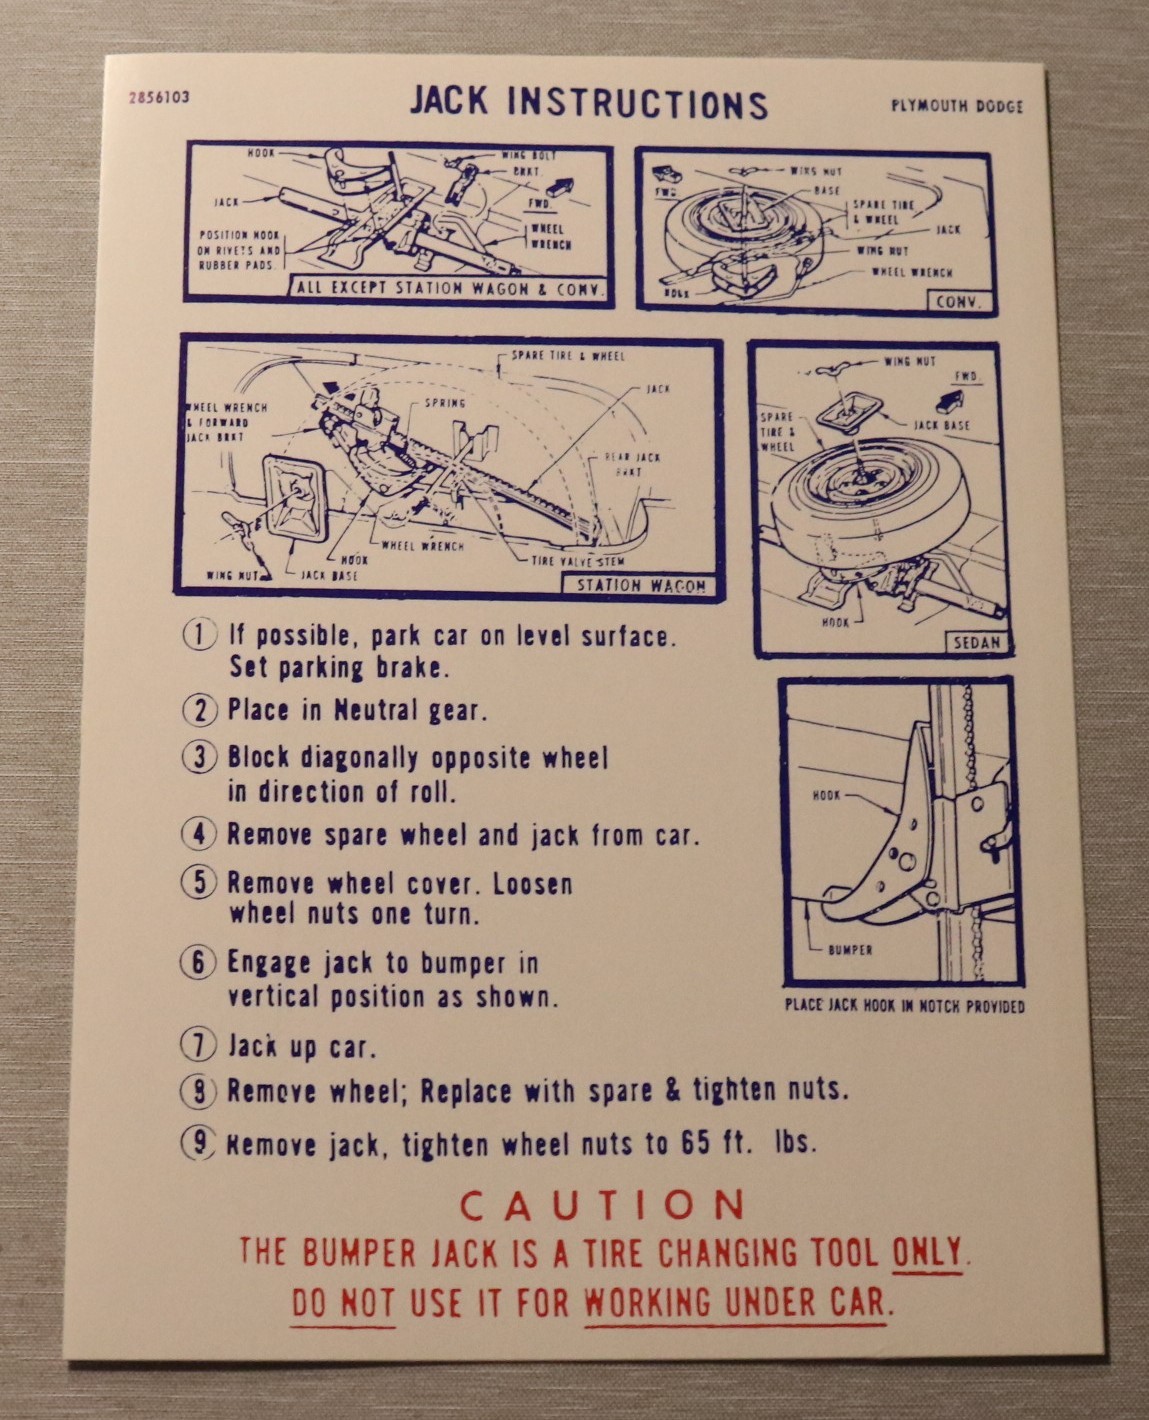 2856103
JACK INSTRUCTIONS
PLYMOUTH DODGE
HOOK
WING BOLT
BRKT.
FWD.
JACK
WHEEL
WRENCH
POSITION HOOK
ON RIVETS AND
RUBBER PADS.
ALL EXCEPT STATION WAGON & CONV.
FWD.
WING NUT
BASE
SPARE TIRE
& WHEEL
JACK
WING NUT
WHEEL WRENCH
HOOK
CONV.
SPARE TIRE & WHEEL
JACK
SPRING
WHEEL WRENCH
& FORWARD
JACK BRKT
REAR JACK
BRKT
WHEEL WRENCH
HOOK
TIRE VALVE STEM
WING NUT
JACK BASE
STATION WAGON
WING NUT
FWD.
SPARE
TIRE &
WHEEL
JACK BASE
HOOK
SEDAN
1 If possible, park car on level surface.
Set parking brake.
2 Place in Neutral gear.
3 Block diagonally opposite wheel
in direction of roll.
4 Remove spare wheel and jack from car.
5 Remove wheel cover. Loosen
wheel nuts one turn.
6 Engage jack to bumper in
vertical position as shown.
7 Jack up car.
8 Remove wheel; Replace with spare & tighten nuts.
9 Remove jack, tighten wheel nuts to 65 ft. lbs.
HOOK
BUMPER
PLACE JACK HOOK IN NOTCH PROVIDED
CAUTION
THE BUMPER JACK IS A TIRE CHANGING TOOL ONLY.
DO NOT USE IT FOR WORKING UNDER CAR.